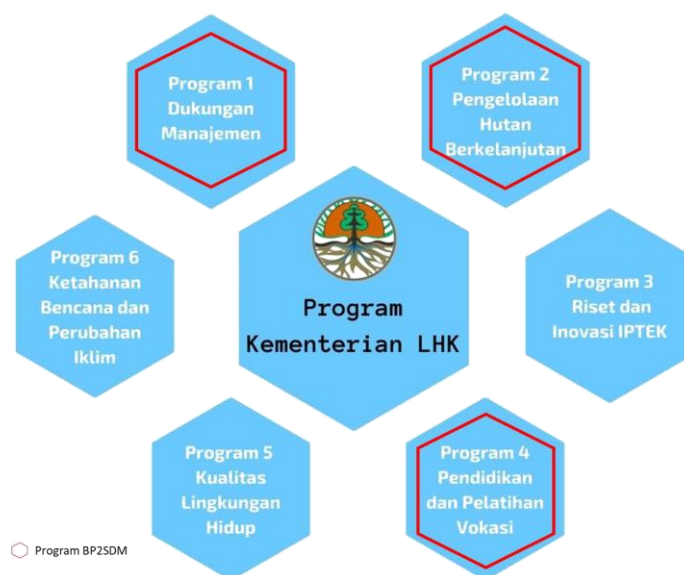 Program 1
Dukungan
Manajemen
Program 2
Pengelolaan
Hutan
Berkelanjutan
Program
Kementerian LHK
Program 6
Ketahanan
Bencana dan
Perubahan
Iklim
Program 3
Riset dan
Inovasi IPTEK
Program 5
Kualitas
Lingkungan
Hidup
Program 4
Pendidikan
dan Pelatihan
Vokasi
Program BP2SDM